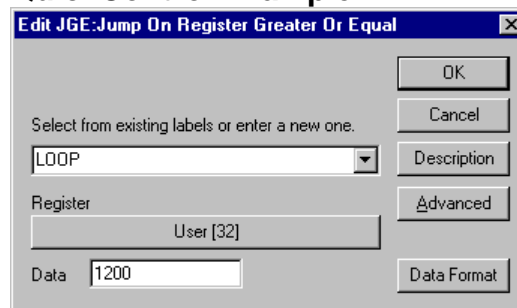 Edit JGE:Jump On Register Greater Or Equal
OK
Select from existing labels or enter a new one.
Cancel
LOOP
Description
Register
Advanced
User [32]
Data 1200
Data Format